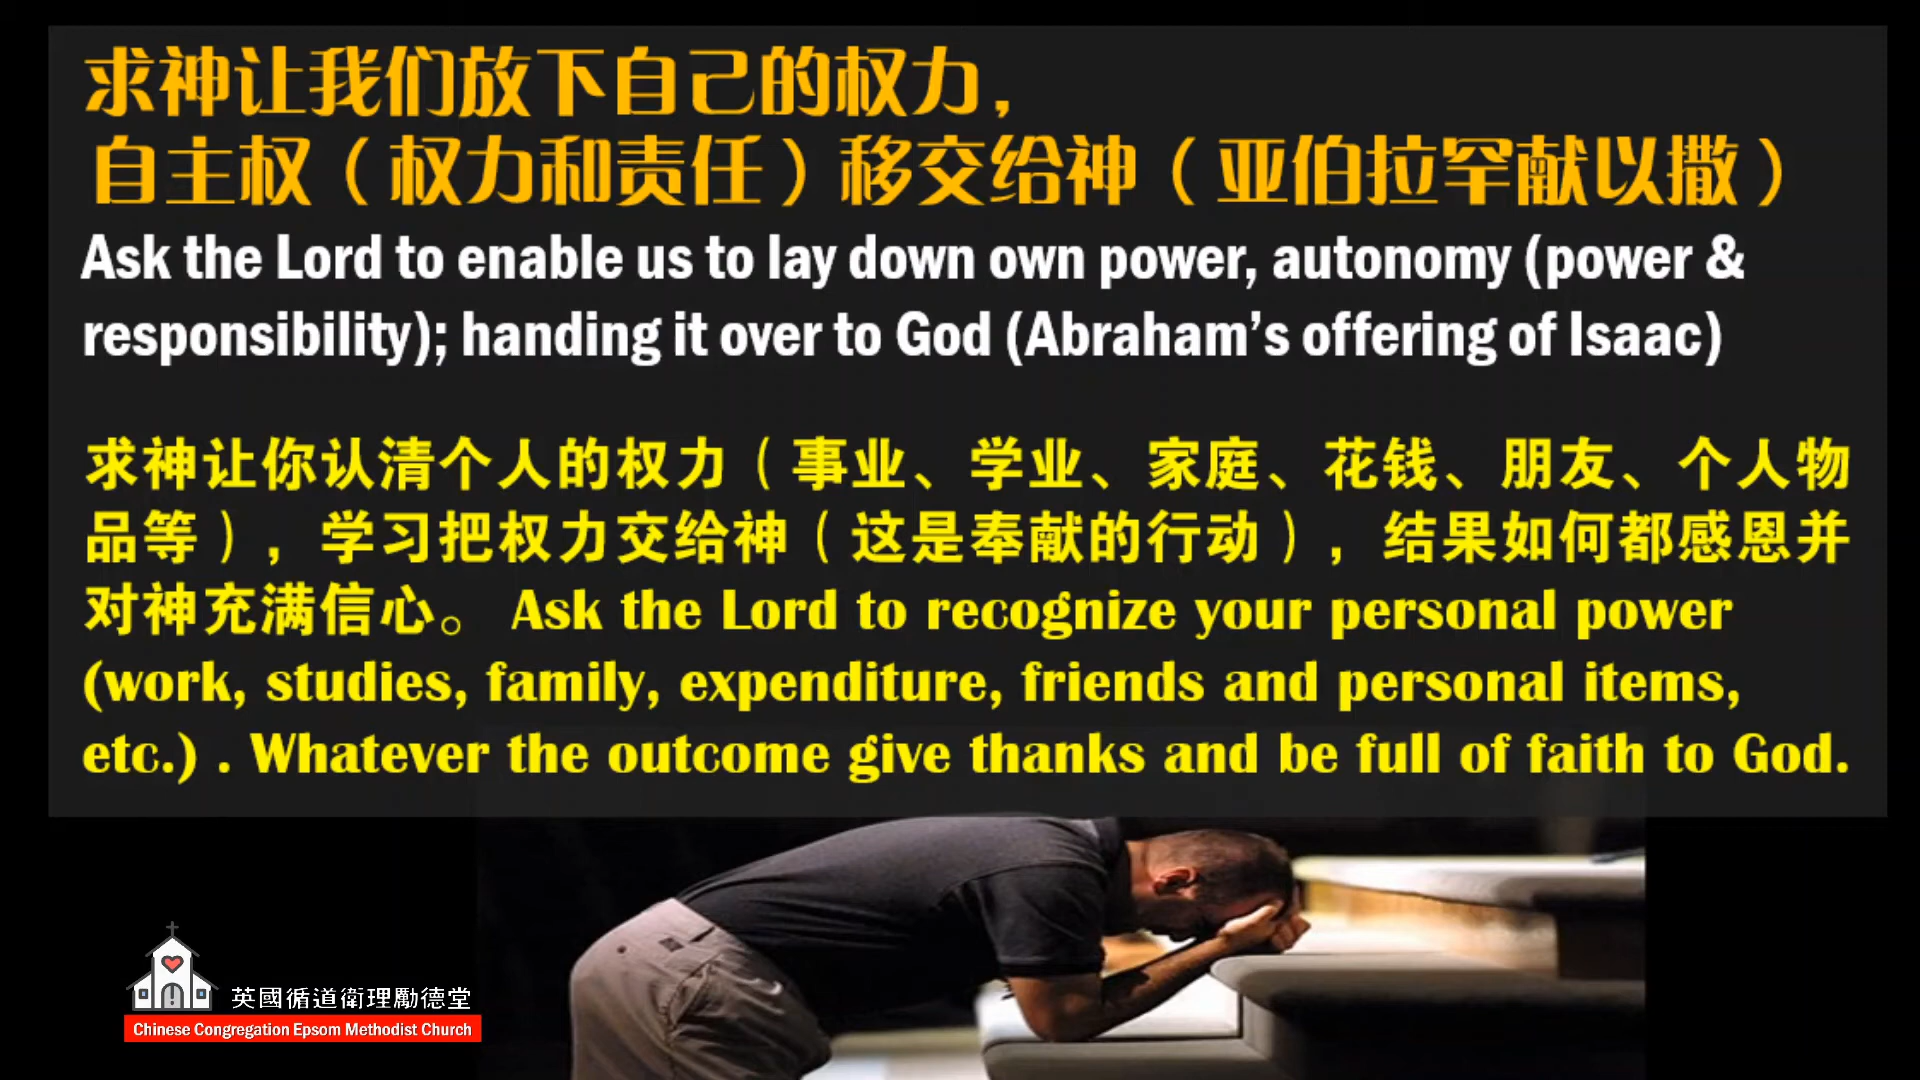 求神让我们放下自己的权力，
自主权（权力和责任）移交给神（亚伯拉罕献以撒）
Ask the Lord to enable us to lay down own power, autonomy (power &
responsibility); handing it over to God (Abraham’s offering of Isaac)
求神让你认清个人的权力（事业、学业、家庭、花钱、朋友、个人物
品等），学习把权力交给神（这是奉献的行动），结果如何都感恩并
对神充满信心。 Ask the Lord to recognize your personal power
(work, studies, family, expenditure, friends and personal items,
etc.) . Whatever the outcome give thanks and be full of faith to God.
英國循道衛理勵德堂
Chinese Congregation Epsom Methodist Church